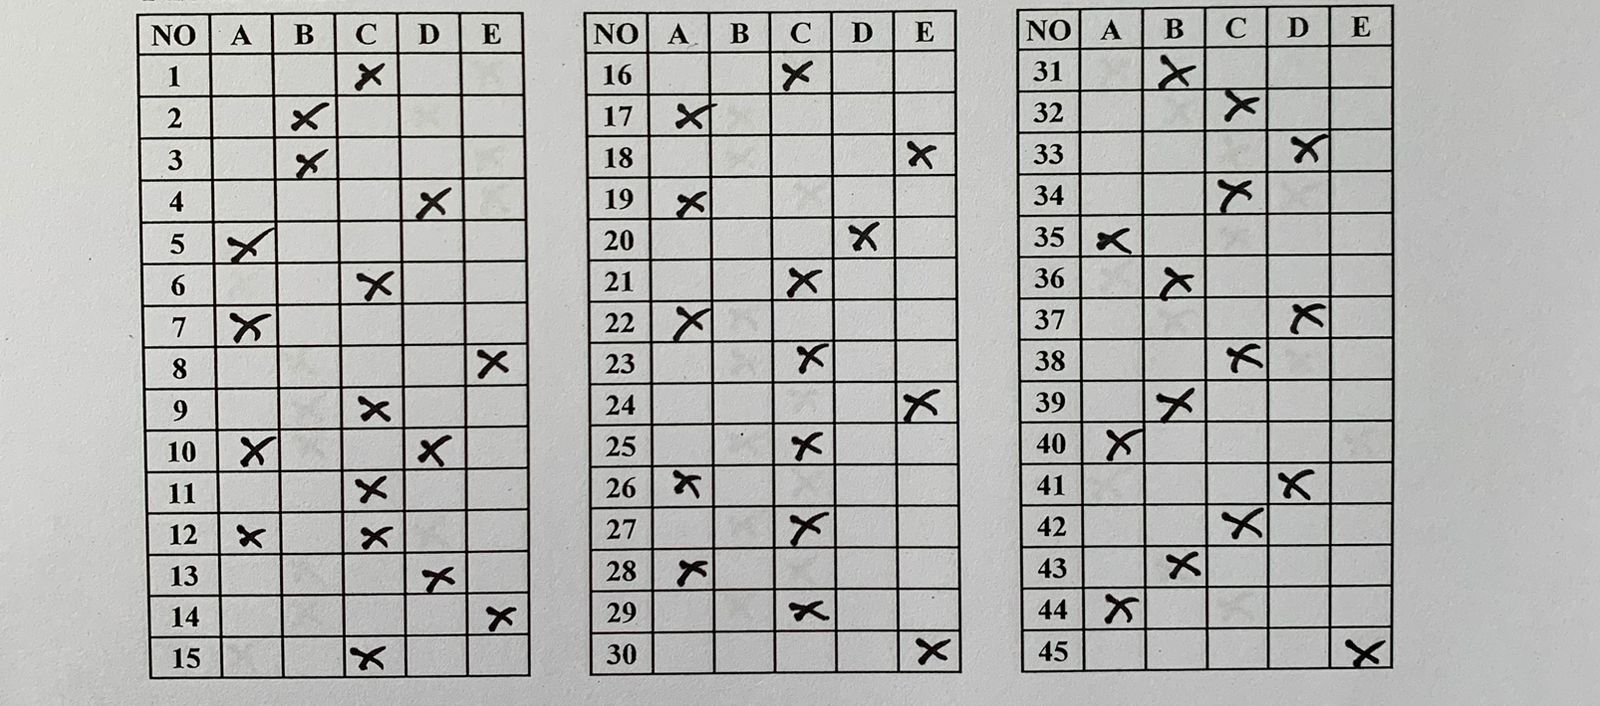 NO A B C D E
1 X
2 X
3 X
4 X
5 X
6 X
7 X
8 X
9 X
10 X X
11 X
12 X X
13 X
14 X
15 X
NO A B C D E
16 X
17 X
18 X
19 X
20 X
21 X
22 X
23 X
24 X
25 X
26 X
27 X
28 X
29 X
30 X
NO A B C D E
31 X
32 X
33 X
34 X
35 X
36 X
37 X
38 X
39 X
40 X
41 X
42 X
43 X
44 X
45 X